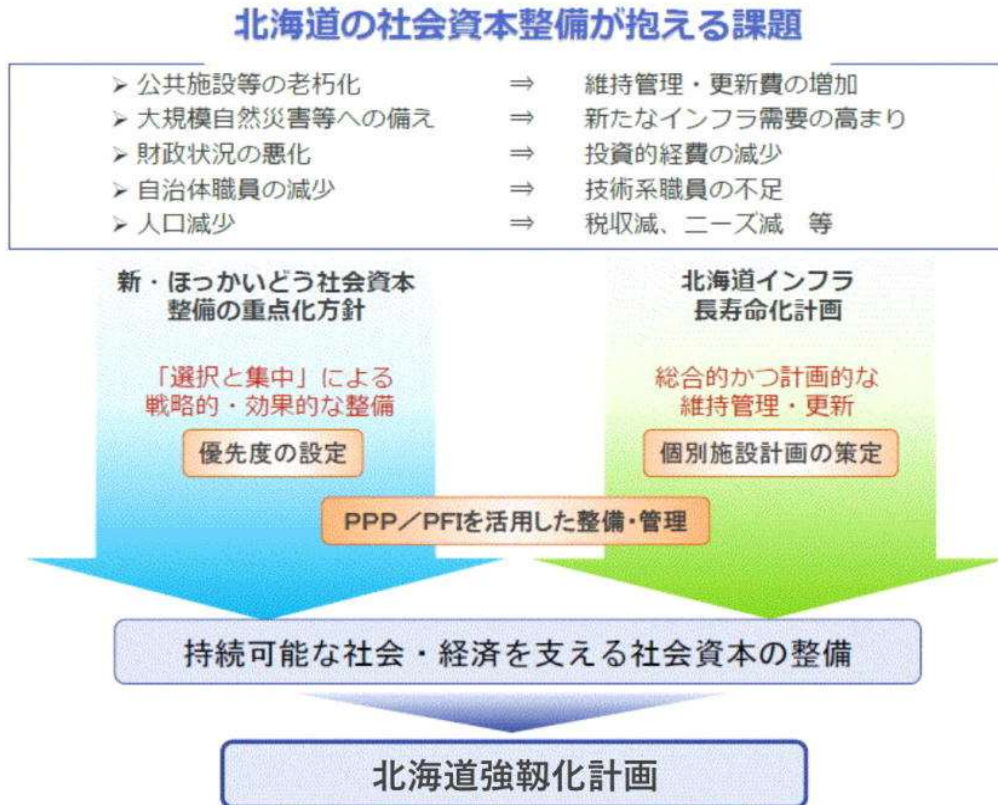 北海道の社会資本整備が抱える課題
➢ 公共施設等の老朽化 ⇒ 維持管理・更新費の増加
➢ 大規模自然災害等への備え ⇒ 新たなインフラ需要の高まり
➢ 財政状況の悪化 ⇒ 投資的経費の減少
➢ 自治体職員の減少 ⇒ 技術系職員の不足
➢ 人口減少 ⇒ 税収減、ニーズ減　等
新・ほっかいどう社会資本
整備の重点化方針
「選択と集中」による
戦略的・効果的な整備
優先度の設定
北海道インフラ
長寿命化計画
総合的かつ計画的な
維持管理・更新
個別施設計画の策定
PPP／PFIを活用した整備・管理
持続可能な社会・経済を支える社会資本の整備
北海道強靱化計画